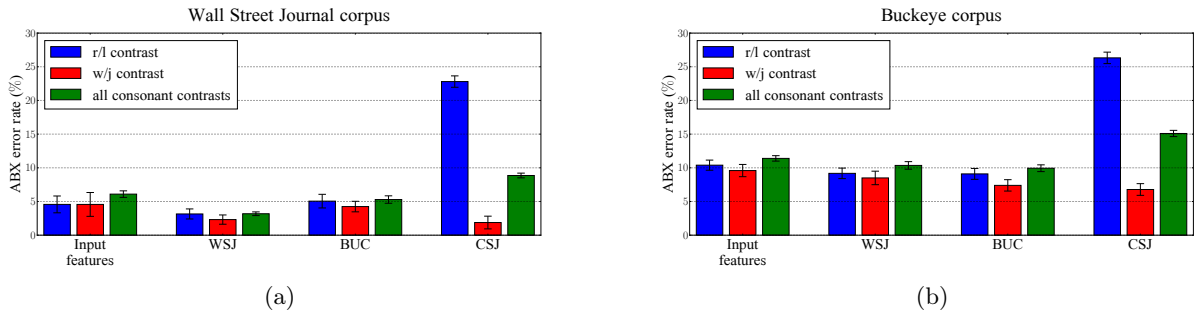 Wall Street Journal corpus
30
25
20
15
10
5
0
ABX error rate (%)
r/l contrast
w/j contrast
all consonant contrasts
Input
features
WSJ
BUC
CSJ
(a)
Buckeye corpus
30
25
20
15
10
5
0
ABX error rate (%)
r/l contrast
w/j contrast
all consonant contrasts
Input
features
WSJ
BUC
CSJ
(b)